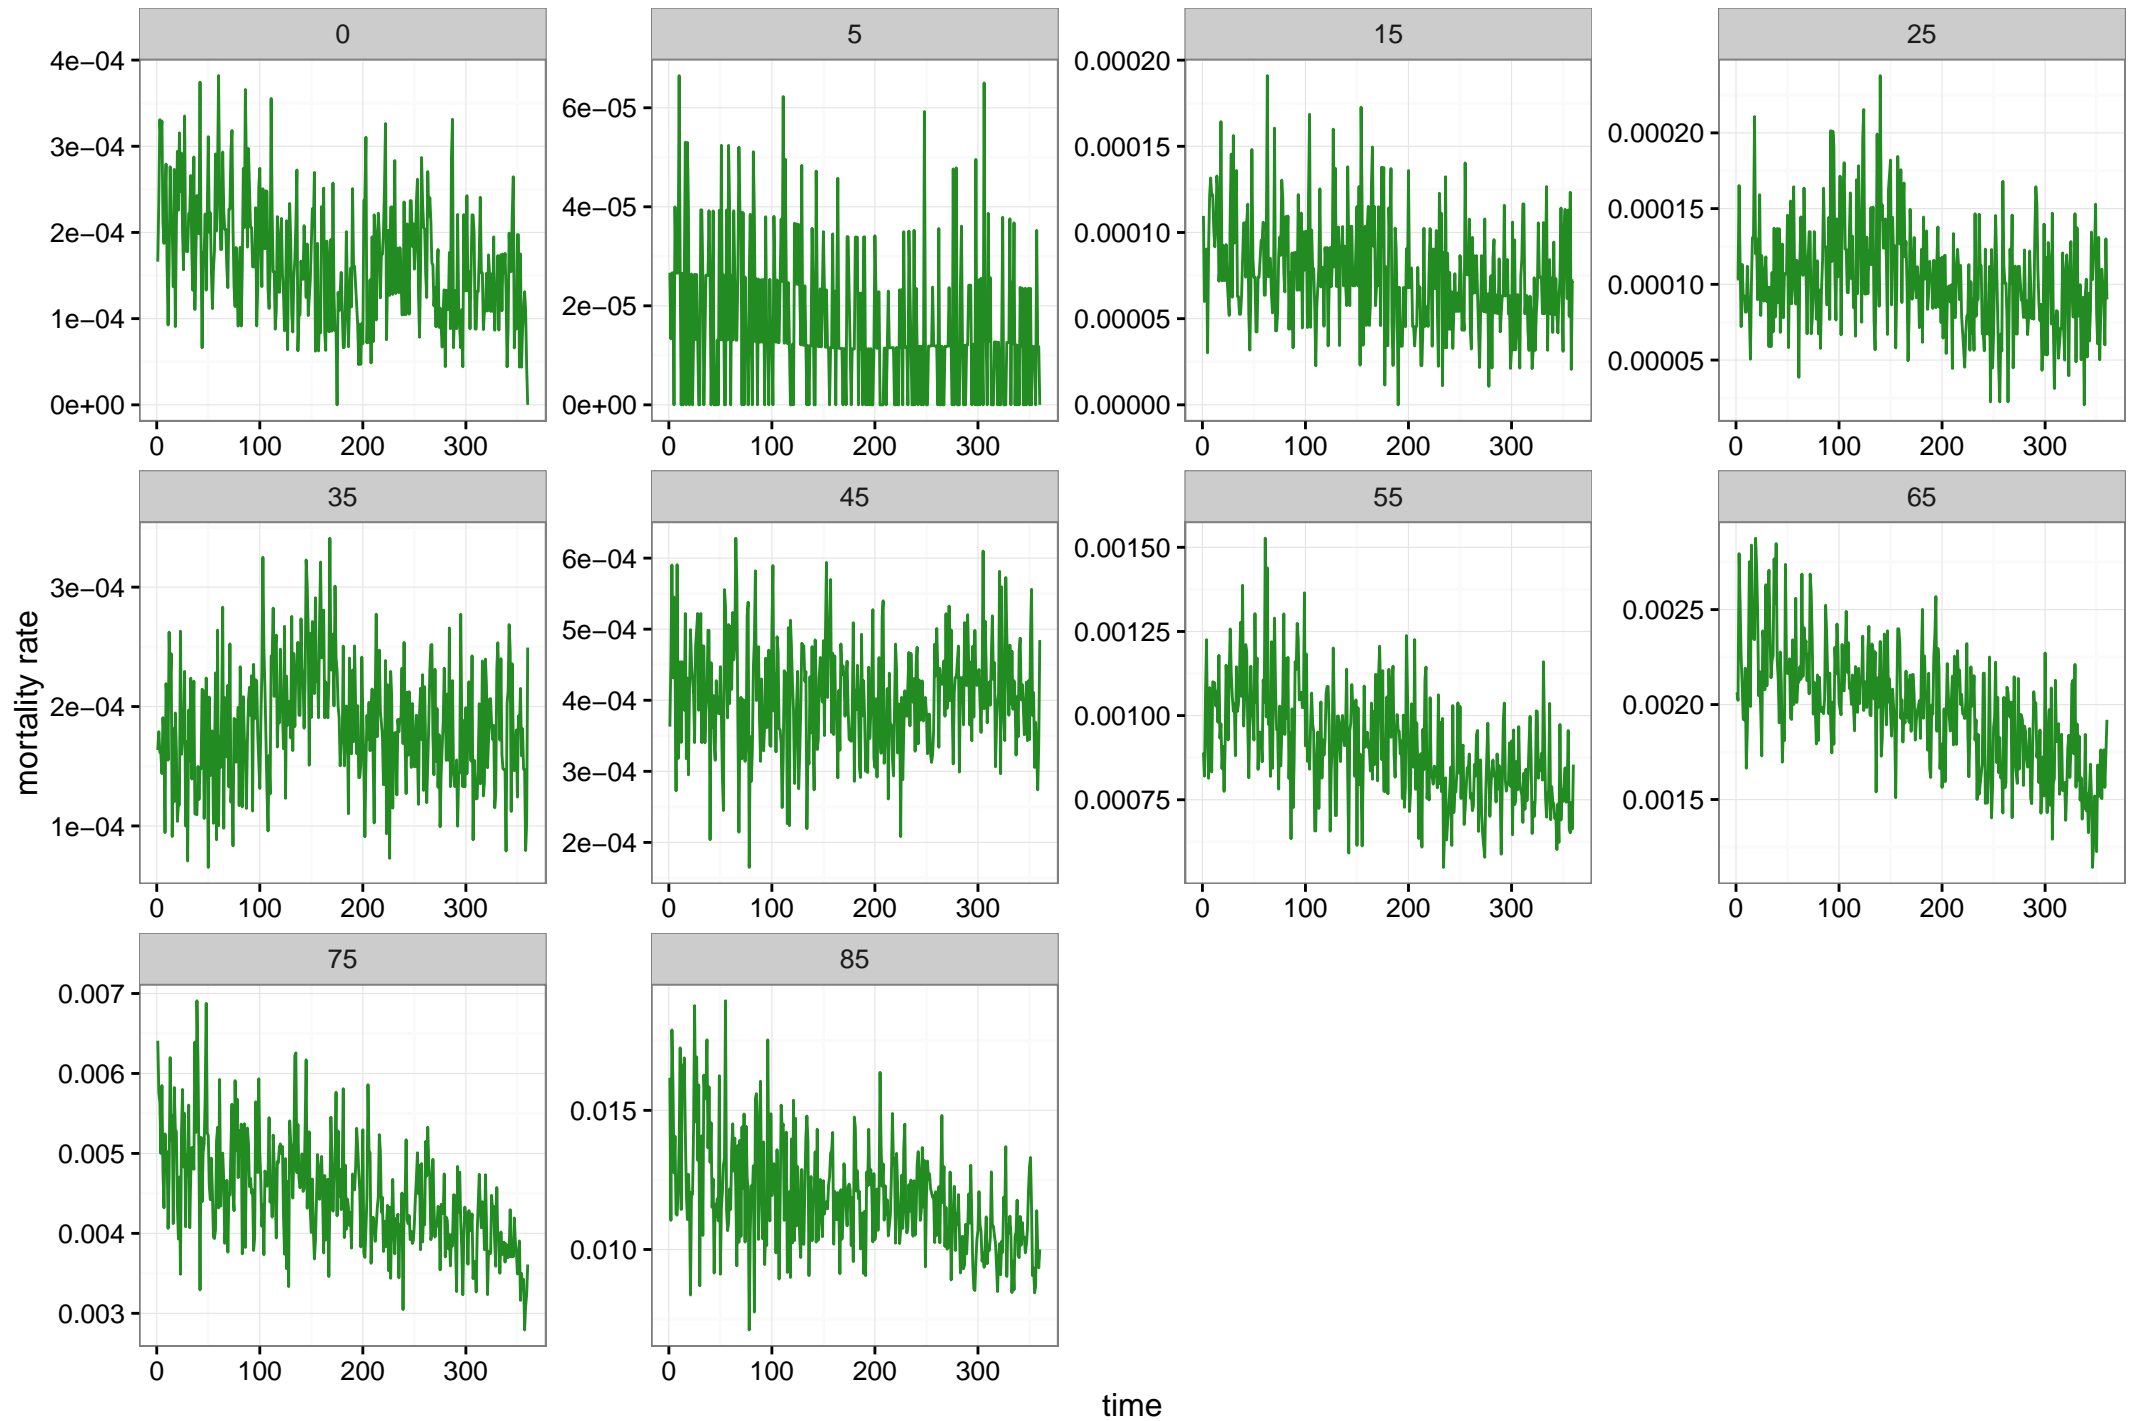 0 5 15 25
4e−04
3e−04
2e−04
1e−04
0e+00
6e−05
4e−05
2e−05
0e+00
0.00020
0.00015
0.00010
0.00005
0.00000
0.00020
0.00015
0.00010
0.00005
0 100 200 300 0 100 200 300 0 100 200 300 0 100 200 300
35 45 55 65
3e−04
2e−04
1e−04
6e−04
5e−04
4e−04
3e−04
2e−04
0.00150
0.00125
0.00100
0.00075
0.0025
0.0020
0.0015
0 100 200 300 0 100 200 300 0 100 200 300 0 100 200 300
75 85
0.007
0.006
0.005
0.004
0.003
0.015
0.010
0 100 200 300 0 100 200 300
mortality rate
time